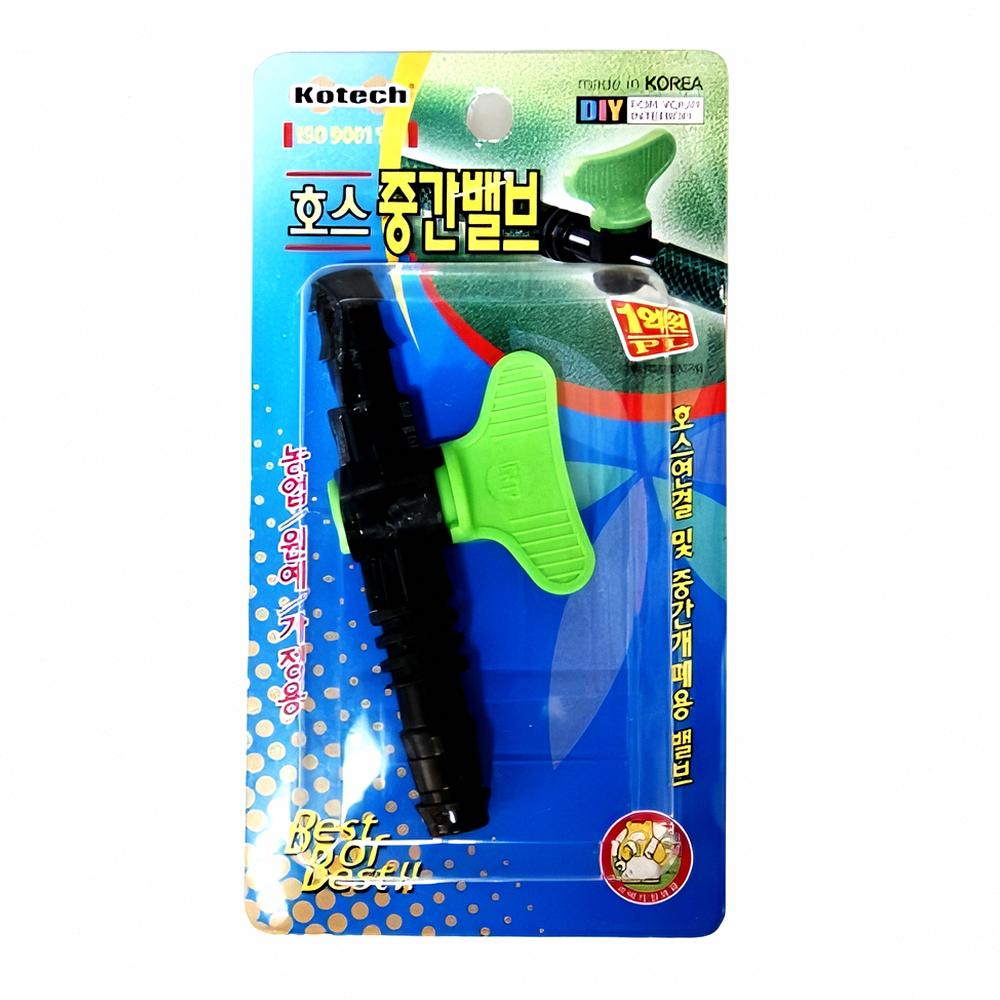 Kotech
made in KOREA
ISO 9001
DIY
호스 중간밸브
1억원
PL
호스연결 및 중간개폐용 밸브
농업/원예/가정용
Best
Best!!